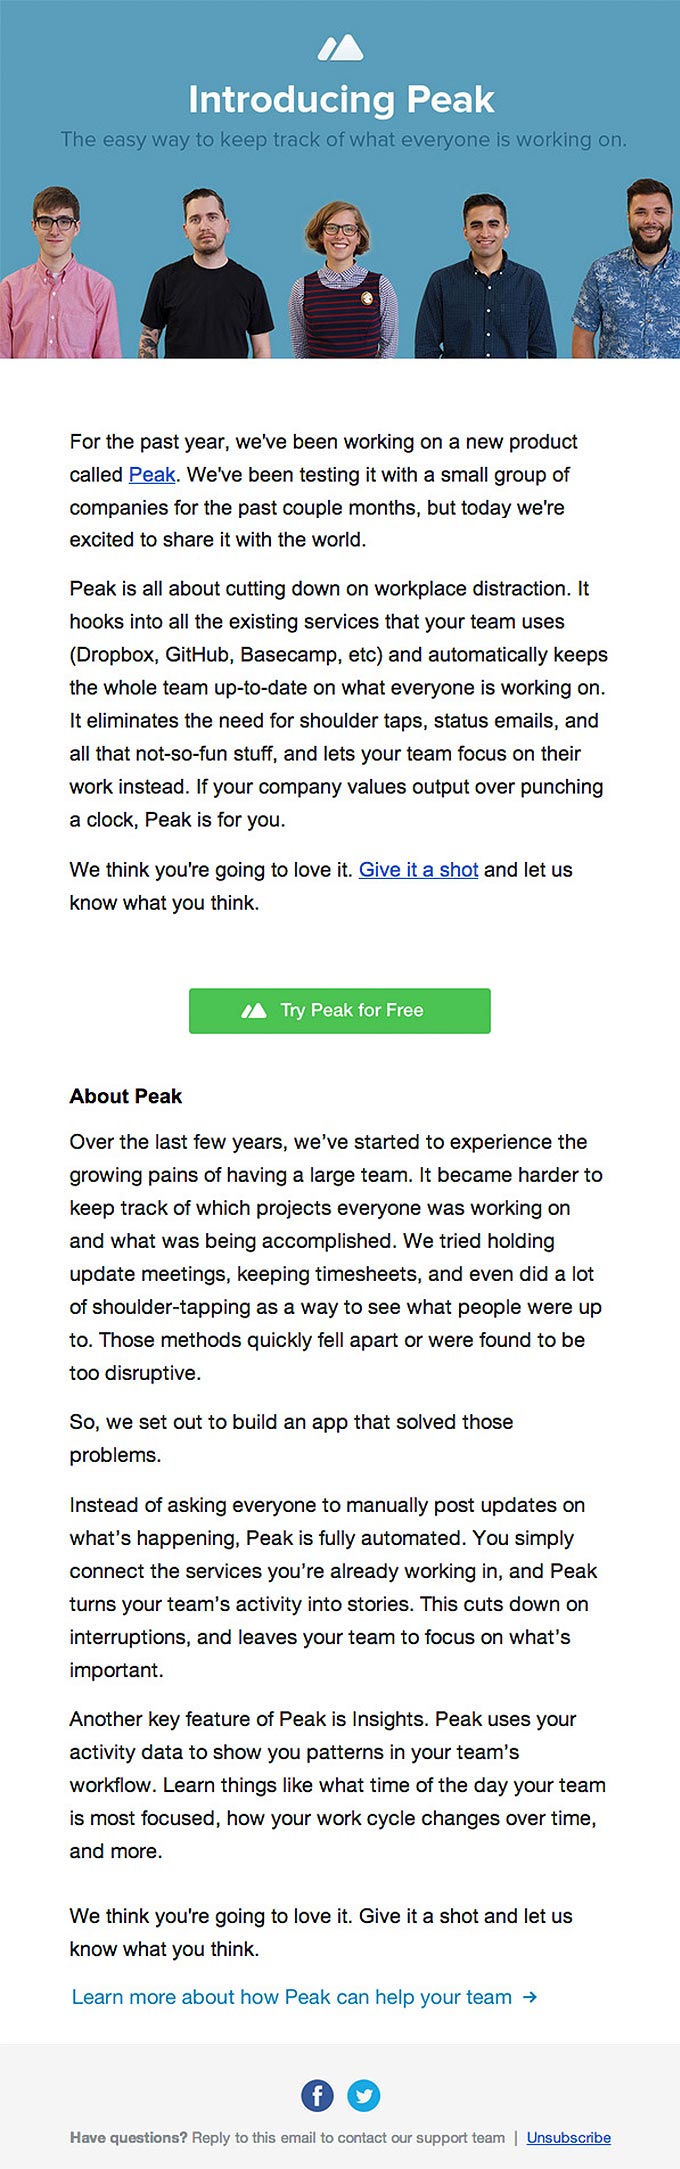 Introducing Peak
The easy way to keep track of what everyone is working on.
For the past year, we've been working on a new product
called Peak. We've been testing it with a small group of
companies for the past couple months, but today we're
excited to share it with the world.
Peak is all about cutting down on workplace distraction. It
hooks into all the existing services that your team uses
(Dropbox, GitHub, Basecamp, etc) and automatically keeps
the whole team up-to-date on what everyone is working on.
It eliminates the need for shoulder taps, status emails, and
all that not-so-fun stuff, and lets your team focus on their
work instead. If your company values output over punching
a clock, Peak is for you.
We think you're going to love it. Give it a shot and let us
know what you think.
Try Peak for Free
About Peak
Over the last few years, we’ve started to experience the
growing pains of having a large team. It became harder to
keep track of which projects everyone was working on
and what was being accomplished. We tried holding
update meetings, keeping timesheets, and even did a lot
of shoulder-tapping as a way to see what people were up
to. Those methods quickly fell apart or were found to be
too disruptive.
So, we set out to build an app that solved those
problems.
Instead of asking everyone to manually post updates on
what’s happening, Peak is fully automated. You simply
connect the services you’re already working in, and Peak
turns your team’s activity into stories. This cuts down on
interruptions, and leaves your team to focus on what’s
important.
Another key feature of Peak is Insights. Peak uses your
activity data to show you patterns in your team’s
workflow. Learn things like what time of the day your team
is most focused, how your work cycle changes over time,
and more.
We think you're going to love it. Give it a shot and let us
know what you think.
Learn more about how Peak can help your team →
Have questions? Reply to this email to contact our support team | Unsubscribe